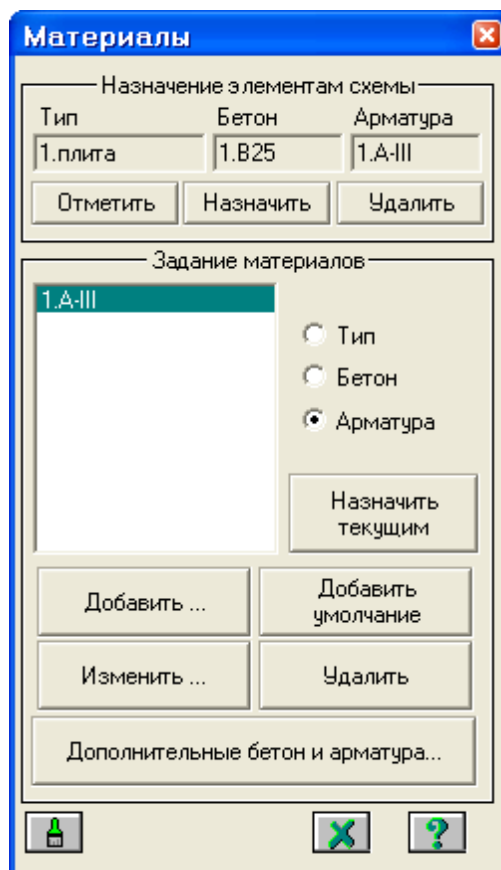 Материалы
Назначение элементам схемы
Тип Бетон Арматура
1.плита 1.B25 1.A-III
Отметить Назначить Удалить
Задание материалов
1.A-III
Тип
Бетон
Арматура
Назначить
текущим
Добавить ... Добавить
умолчание
Изменить ... Удалить
Дополнительные бетон и арматура...
?